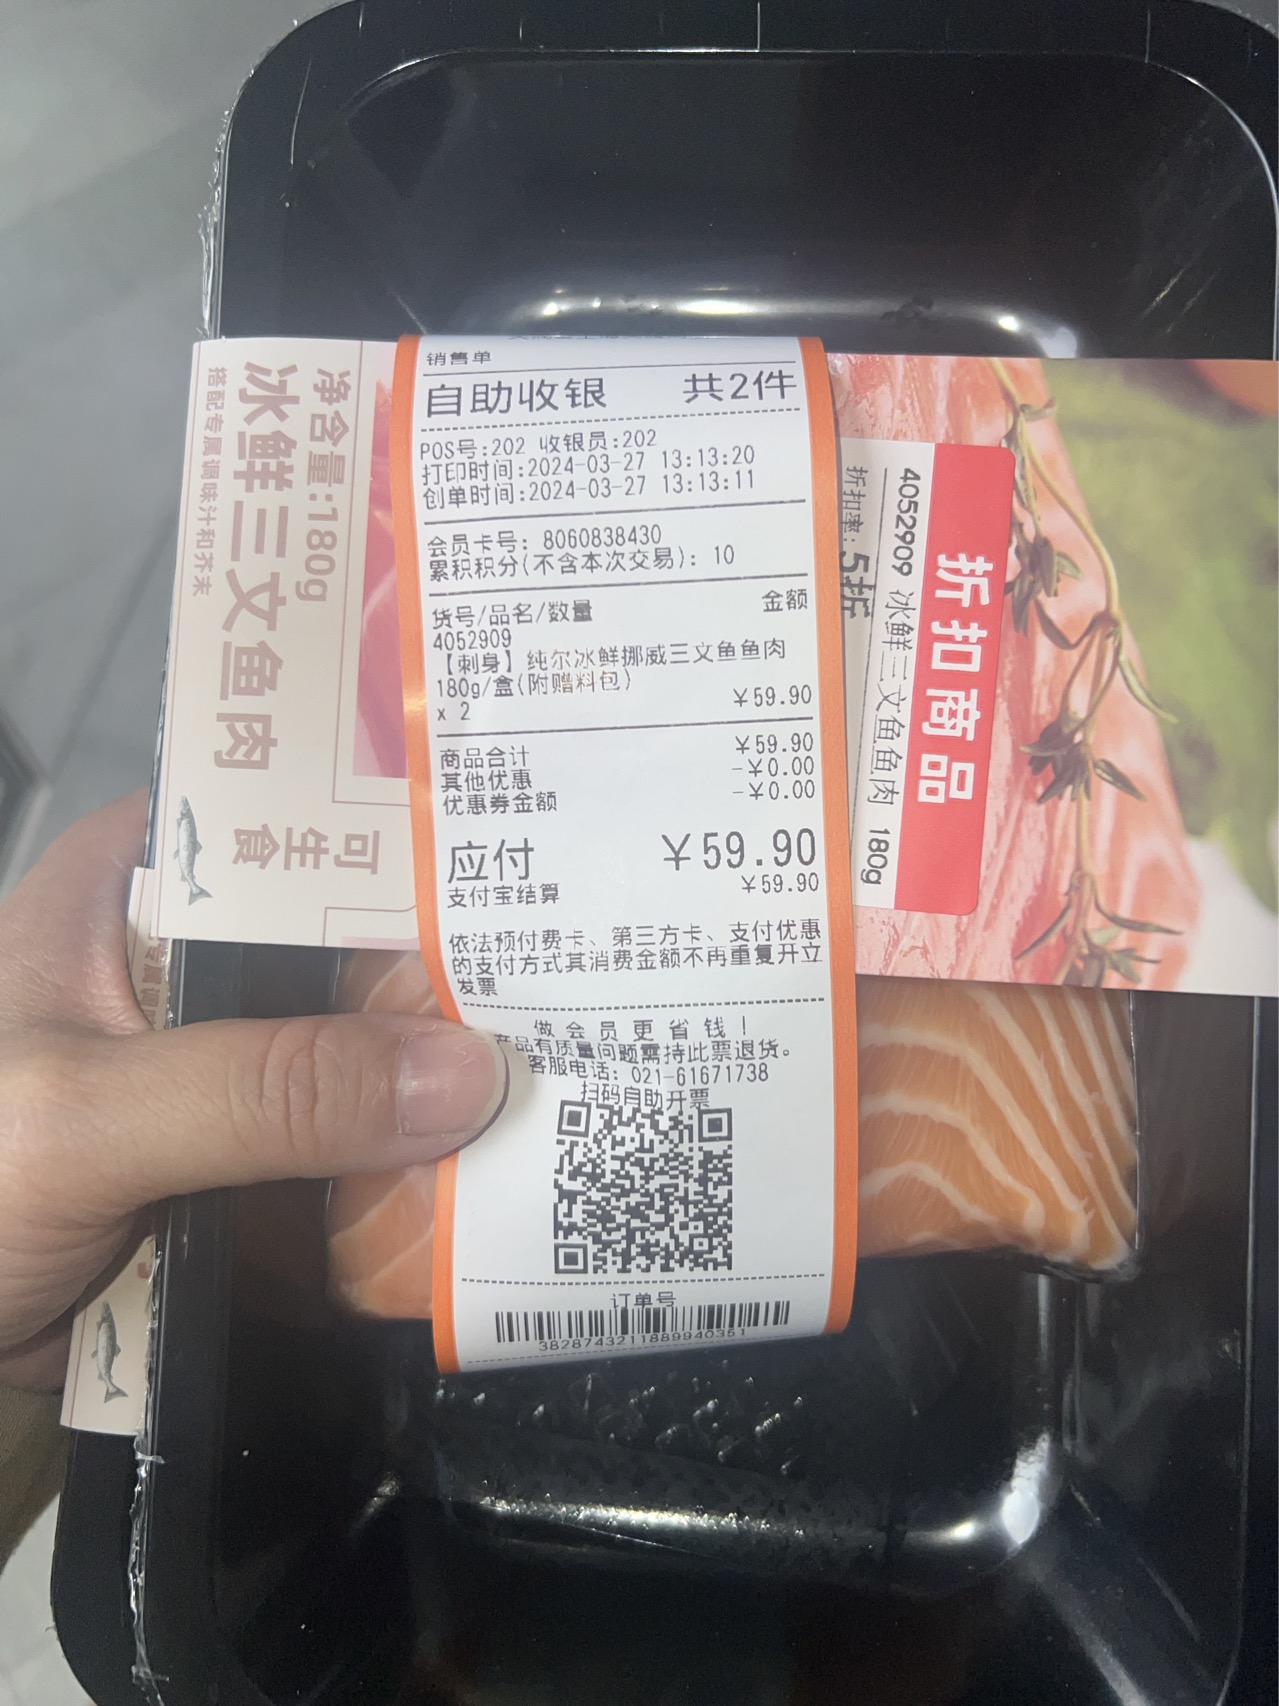 销售单
自助收银 共2件
POS号:202 收银员:202
打印时间:2024-03-27 13:13:20
创单时间:2024-03-27 13:13:11
会员卡号: 8060838430
累积积分(不含本次交易): 10
货号/品名/数量 金额
4052909
【刺身】纯尔冰鲜挪威三文鱼鱼肉
180g/盒(附赠料包)
x 2 ¥59.90
商品合计 ¥59.90
其他优惠 -¥0.00
优惠券金额 -¥0.00
应付 ¥59.90
支付宝结算 ¥59.90
依法预付费卡、第三方卡、支付优惠
的支付方式其消费金额不再重复开立
发票
做会员更省钱!
产品有质量问题需持此票退货。
客服电话: 021-61671738
扫码自助开票
订单号
3828743211889940351
净含量:180g
冰鲜三文鱼肉
搭配专属调味汁和芥末
可生食
折扣商品
4052909 冰鲜三文鱼鱼肉 180g
折扣率: 5折